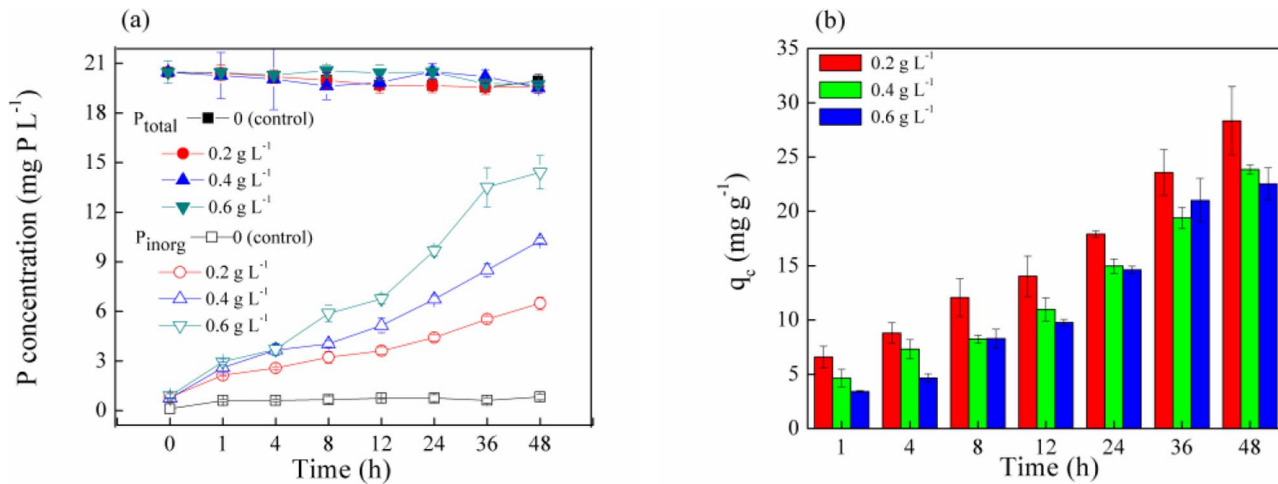 (a)
P concentration (mg P L⁻¹)
21
18
15
12
9
6
3
0
P_total 0 (control)
0.2 g L⁻¹
0.4 g L⁻¹
0.6 g L⁻¹
P_inorg 0 (control)
0.2 g L⁻¹
0.4 g L⁻¹
0.6 g L⁻¹
0 1 4 8 12 24 36 48
Time (h)
(b)
q_c (mg g⁻¹)
35
30
25
20
15
10
5
0
0.2 g L⁻¹
0.4 g L⁻¹
0.6 g L⁻¹
1 4 8 12 24 36 48
Time (h)